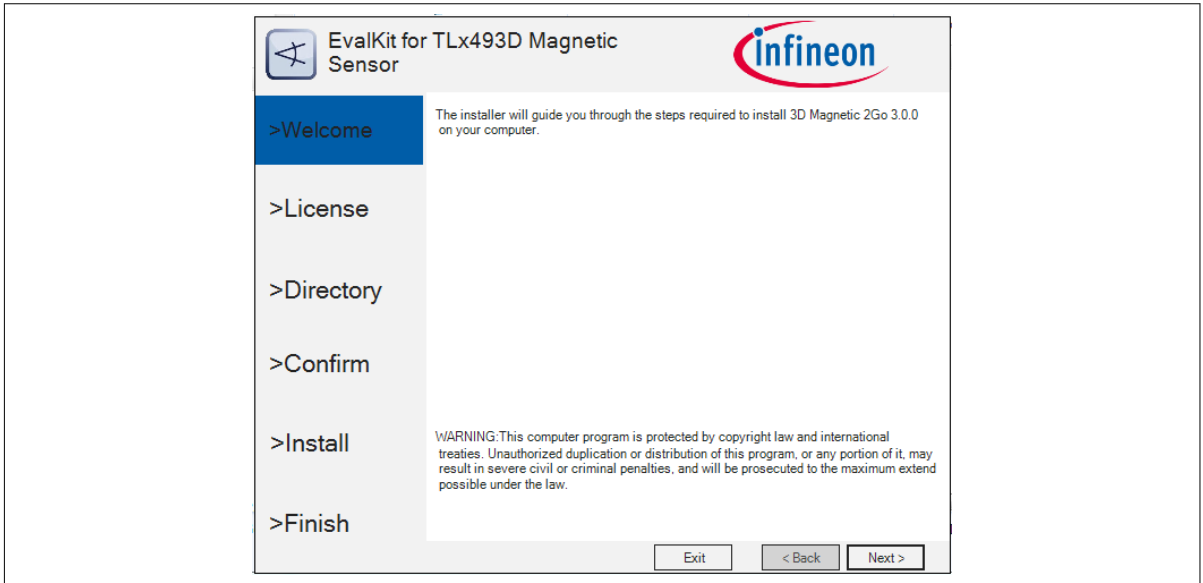 EvalKit for TLx493D Magnetic
Sensor
infineon
>Welcome
The installer will guide you through the steps required to install 3D Magnetic 2Go 3.0.0
on your computer.
>License
>Directory
>Confirm
>Install
WARNING:This computer program is protected by copyright law and international
treaties. Unauthorized duplication or distribution of this program, or any portion of it, may
result in severe civil or criminal penalties, and will be prosecuted to the maximum extend
possible under the law.
>Finish
Exit
< Back
Next >